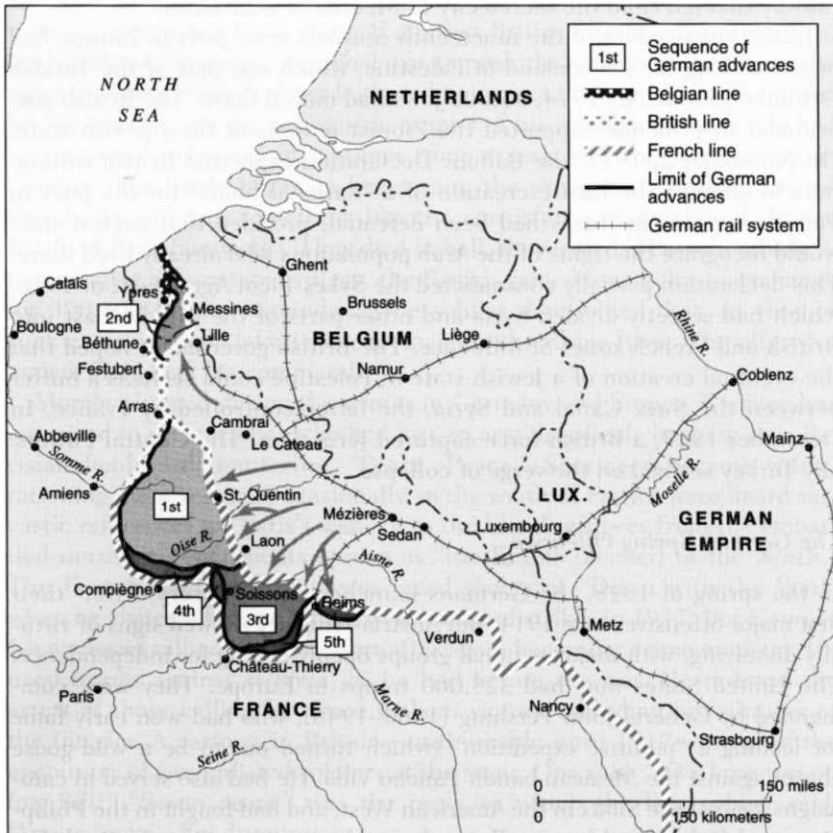 1st
Sequence of
German advances
Belgian line
British line
French line
Limit of German
advances
German rail system
NORTH
SEA
NETHERLANDS
Ghent
Calais
Ypres
Brussels
Messines
2nd
Boulogne
Lille
BELGIUM
Liège
Rhine R.
Béthune
Festubert
Namur
Coblenz
Arras
Cambrai
Abbeville
Le Cateau
Mainz
Somme R.
Moselle R.
Amiens
1st
St. Quentin
LUX.
Mézières
Sedan
Luxembourg
GERMAN
EMPIRE
Oise R.
Laon
Aisne R.
Compiègne
Soissons
4th
3rd
Reims
5th
Verdun
Metz
Château-Thierry
Paris
FRANCE
Marne R.
Nancy
Strasbourg
Seine R.
0
150 miles
0
150 kilometers